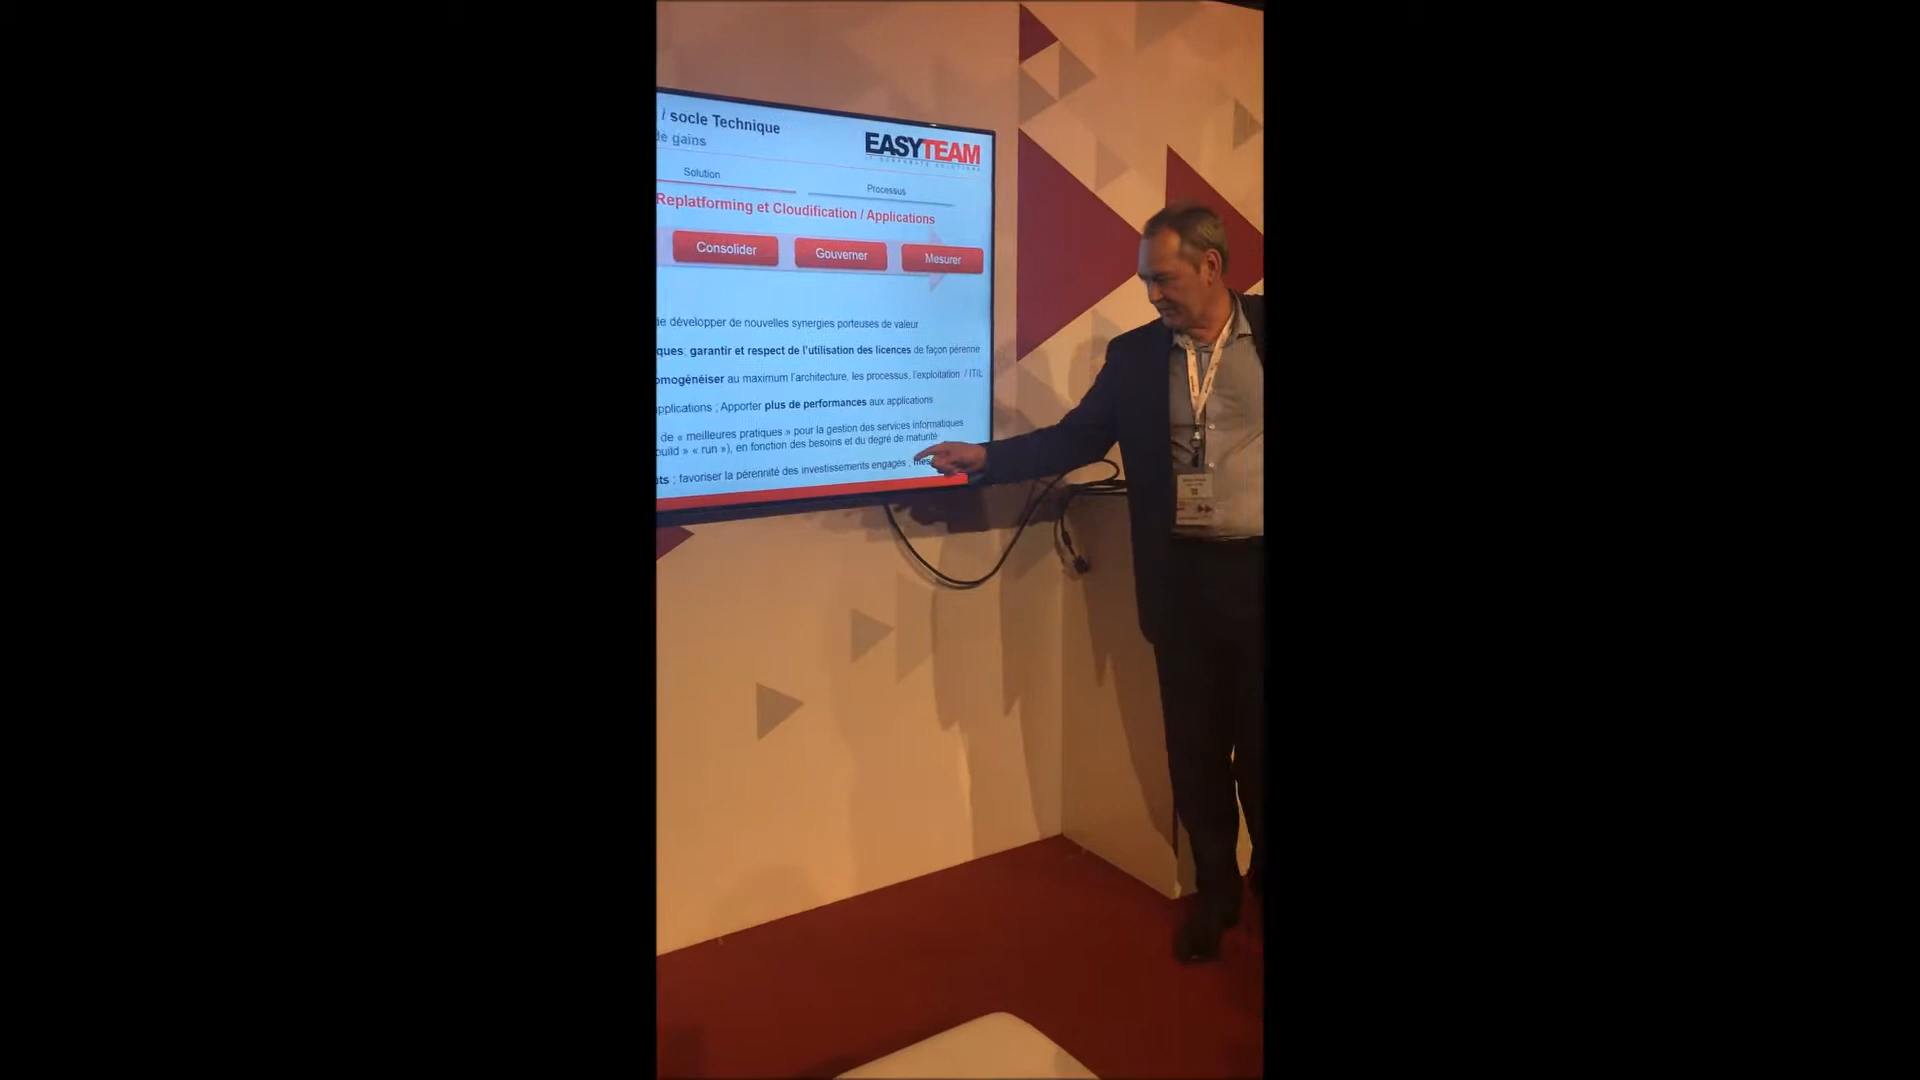 / socle Technique
de gains
EASYTEAM
Solution
Processus
Replatforming et Cloudification / Applications
Consolider
Gouverner
Mesurer
de développer de nouvelles synergies porteuses de valeur
ques; garantir et respect de l'utilisation des licences de façon pérenne
omogénéiser au maximum l'architecture, les processus, l'exploitation / ITIL
pplications ; Apporter plus de performances aux applications
de « meilleures pratiques » pour la gestion des services informatiques
build » « run »), en fonction des besoins et du degré de maturité
ts ; favoriser la pérennité des investissements engagés ; mes